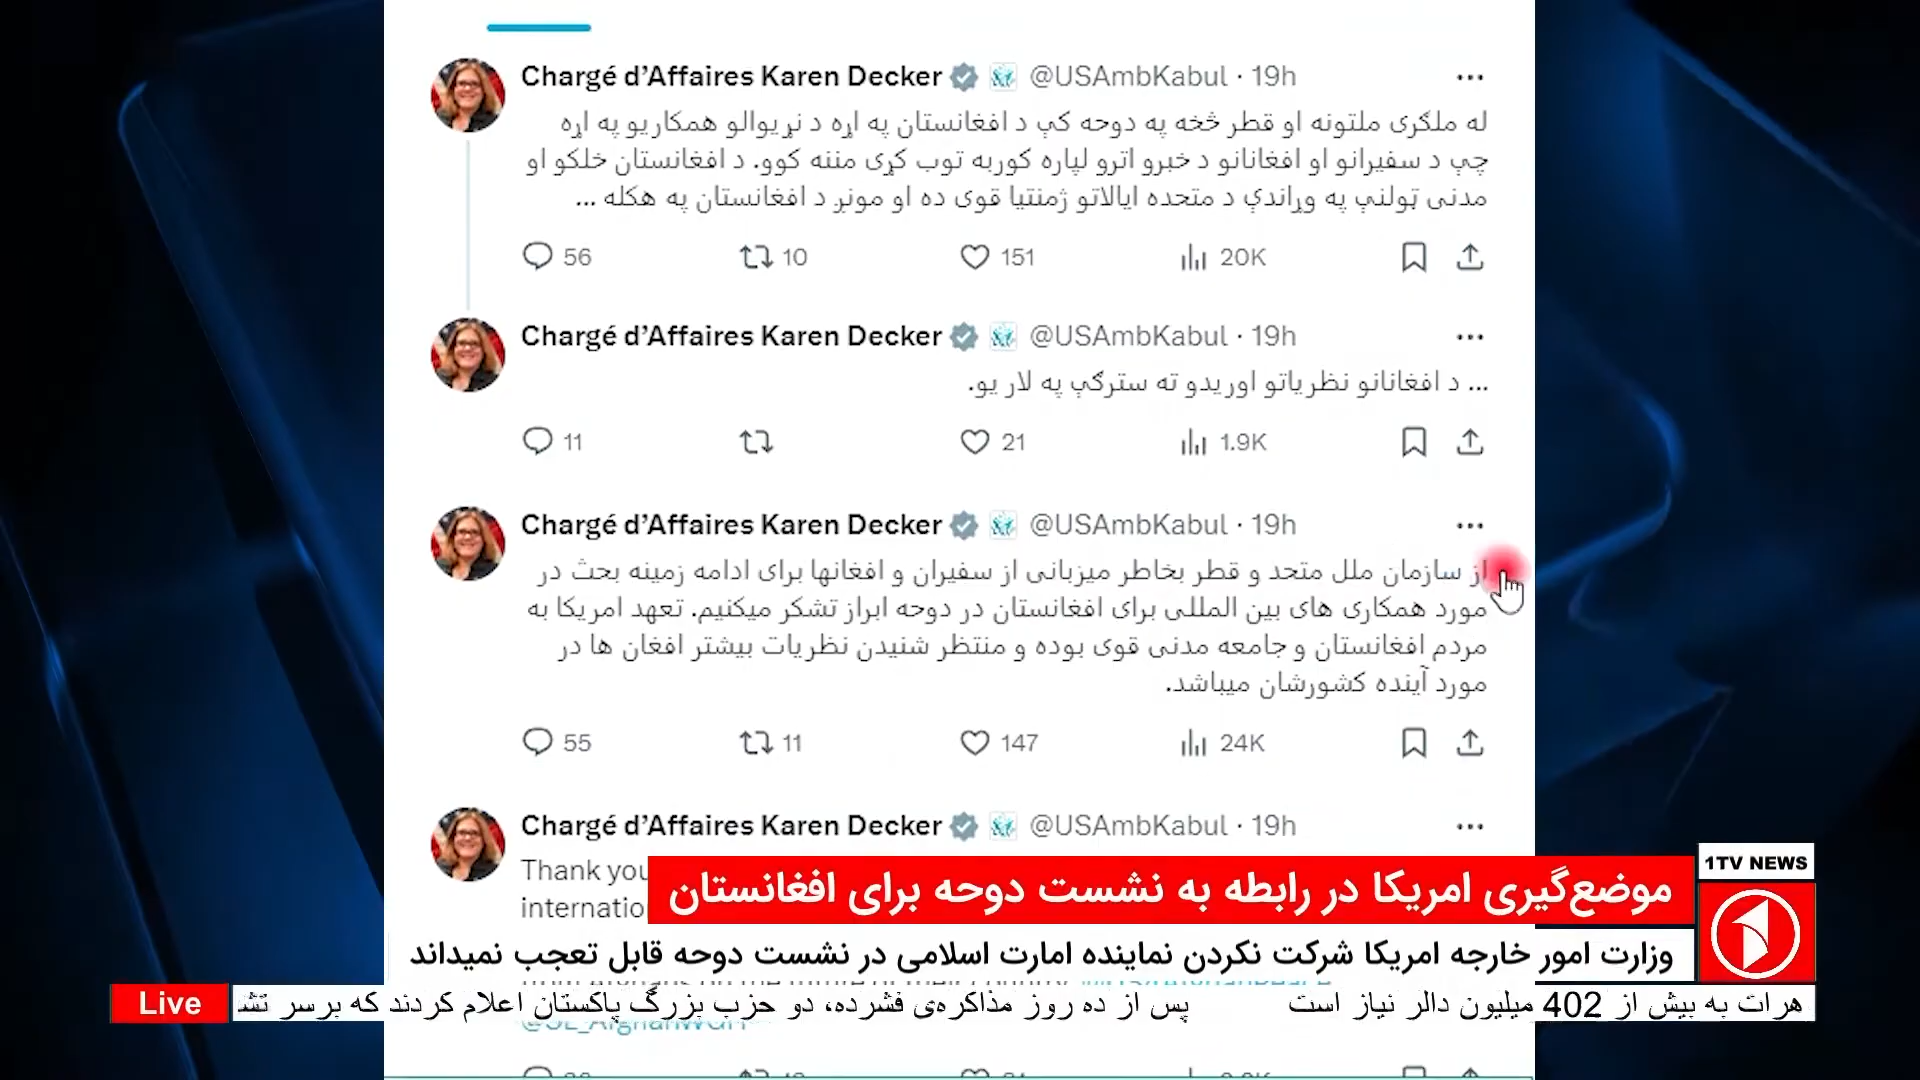 Chargé d'Affaires Karen Decker @USAmbKabul · 19h
له ملګری ملتونه او قطر څخه په دوحه کې د افغانستان په اړه د نړیوالو همکاریو په اړه
چې د سفیرانو او افغانانو د خبرو اترو لپاره کوربه توب کړی مننه کوو. د افغانستان خلکو او
مدنی ټولنې په وړاندې د متحده ایالاتو ژمنتیا قوی ده او مونږ د افغانستان په هکله ...
56 10 151 20K
Chargé d'Affaires Karen Decker @USAmbKabul · 19h
... د افغانانو نظریاتو اوریدو ته سترګې په لار یو.
11 21 1.9K
Chargé d'Affaires Karen Decker @USAmbKabul · 19h
از سازمان ملل متحد و قطر بخاطر میزبانی از سفیران و افغانها برای ادامه زمینه بحث در
مورد همکاری های بین المللی برای افغانستان در دوحه ابراز تشکر میکنیم. تعهد امریکا به
مردم افغانستان و جامعه مدنی قوی بوده و منتظر شنیدن نظریات بیشتر افغان ها در
مورد آینده کشورشان میباشد.
55 11 147 24K
Chargé d'Affaires Karen Decker @USAmbKabul · 19h
Thank you
internatio
1TV NEWS
موضع‌گیری امریکا در رابطه به نشست دوحه برای افغانستان
وزارت امور خارجه امریکا شرکت نکردن نماینده امارت اسلامی در نشست دوحه قابل تعجب نمیداند
Live
هرات به بیش از 402 میلیون دالر نیاز است پس از ده روز مذاکره‌ی فشرده، دو حزب بزرگ پاکستان اعلام کردند که برسر تش